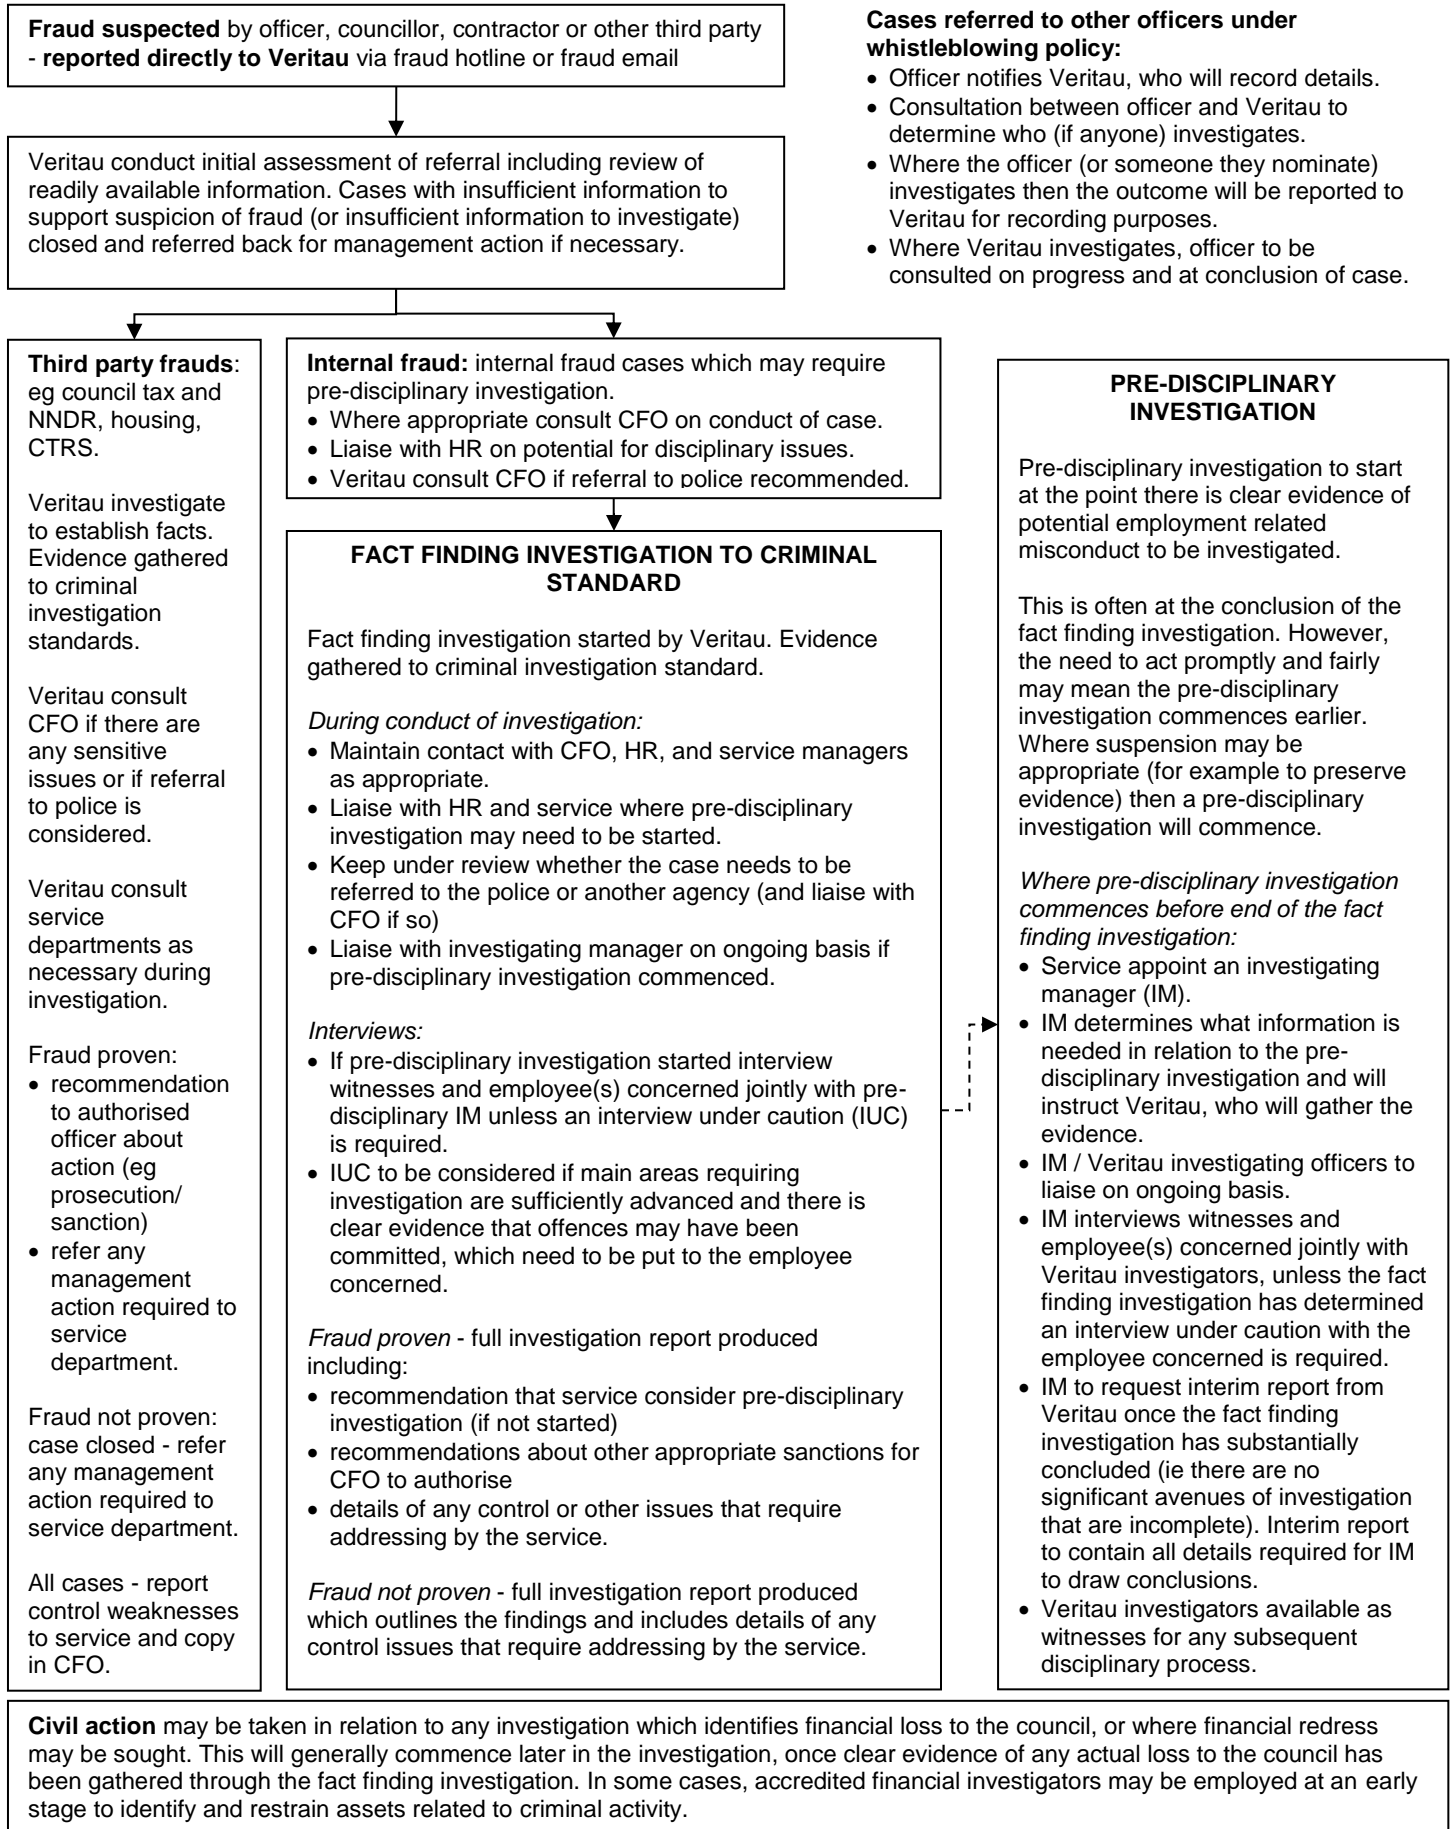 Fraud suspected by officer, councillor, contractor or other third party
- reported directly to Veritau via fraud hotline or fraud email
Cases referred to other officers under
whistleblowing policy:
• Officer notifies Veritau, who will record details.
• Consultation between officer and Veritau to
determine who (if anyone) investigates.
• Where the officer (or someone they nominate)
investigates then the outcome will be reported to
Veritau for recording purposes.
• Where Veritau investigates, officer to be
consulted on progress and at conclusion of case.
Veritau conduct initial assessment of referral including review of
readily available information. Cases with insufficient information to
support suspicion of fraud (or insufficient information to investigate)
closed and referred back for management action if necessary.
Third party frauds:
eg council tax and
NNDR, housing,
CTRS.
Veritau investigate
to establish facts.
Evidence gathered
to criminal
investigation
standards.
Veritau consult
CFO if there are
any sensitive
issues or if referral
to police is
considered.
Veritau consult
service
departments as
necessary during
investigation.
Fraud proven:
• recommendation
to authorised
officer about
action (eg
prosecution/
sanction)
• refer any
management
action required to
service
department.
Fraud not proven:
case closed - refer
any management
action required to
service department.
All cases - report
control weaknesses
to service and copy
in CFO.
Internal fraud: internal fraud cases which may require
pre-disciplinary investigation.
• Where appropriate consult CFO on conduct of case.
• Liaise with HR on potential for disciplinary issues.
• Veritau consult CFO if referral to police recommended.
FACT FINDING INVESTIGATION TO CRIMINAL
STANDARD
Fact finding investigation started by Veritau. Evidence
gathered to criminal investigation standard.
During conduct of investigation:
• Maintain contact with CFO, HR, and service managers
as appropriate.
• Liaise with HR and service where pre-disciplinary
investigation may need to be started.
• Keep under review whether the case needs to be
referred to the police or another agency (and liaise with
CFO if so)
• Liaise with investigating manager on ongoing basis if
pre-disciplinary investigation commenced.
Interviews:
• If pre-disciplinary investigation started interview
witnesses and employee(s) concerned jointly with pre-
disciplinary IM unless an interview under caution (IUC)
is required.
• IUC to be considered if main areas requiring
investigation are sufficiently advanced and there is
clear evidence that offences may have been
committed, which need to be put to the employee
concerned.
Fraud proven - full investigation report produced
including:
• recommendation that service consider pre-disciplinary
investigation (if not started)
• recommendations about other appropriate sanctions for
CFO to authorise
• details of any control or other issues that require
addressing by the service.
Fraud not proven - full investigation report produced
which outlines the findings and includes details of any
control issues that require addressing by the service.
PRE-DISCIPLINARY
INVESTIGATION
Pre-disciplinary investigation to start
at the point there is clear evidence of
potential employment related
misconduct to be investigated.
This is often at the conclusion of the
fact finding investigation. However,
the need to act promptly and fairly
may mean the pre-disciplinary
investigation commences earlier.
Where suspension may be
appropriate (for example to preserve
evidence) then a pre-disciplinary
investigation will commence.
Where pre-disciplinary investigation
commences before end of the fact
finding investigation:
• Service appoint an investigating
manager (IM).
• IM determines what information is
needed in relation to the pre-
disciplinary investigation and will
instruct Veritau, who will gather the
evidence.
• IM / Veritau investigating officers to
liaise on ongoing basis.
• IM interviews witnesses and
employee(s) concerned jointly with
Veritau investigators, unless the fact
finding investigation has determined
an interview under caution with the
employee concerned is required.
• IM to request interim report from
Veritau once the fact finding
investigation has substantially
concluded (ie there are no
significant avenues of investigation
that are incomplete). Interim report
to contain all details required for IM
to draw conclusions.
• Veritau investigators available as
witnesses for any subsequent
disciplinary process.
Civil action may be taken in relation to any investigation which identifies financial loss to the council, or where financial redress
may be sought. This will generally commence later in the investigation, once clear evidence of any actual loss to the council has
been gathered through the fact finding investigation. In some cases, accredited financial investigators may be employed at an early
stage to identify and restrain assets related to criminal activity.